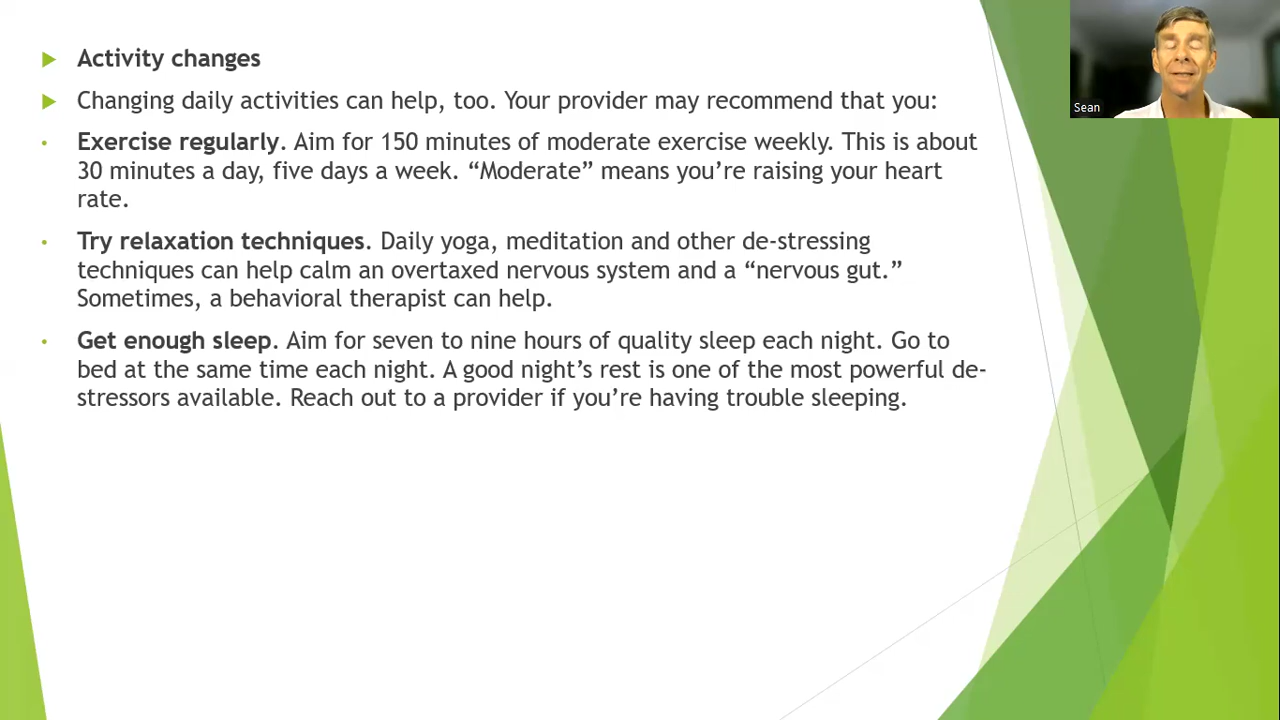 Activity changes
Changing daily activities can help, too. Your provider may recommend that you:
Exercise regularly. Aim for 150 minutes of moderate exercise weekly. This is about
30 minutes a day, five days a week. “Moderate” means you’re raising your heart
rate.
Try relaxation techniques. Daily yoga, meditation and other de-stressing
techniques can help calm an overtaxed nervous system and a “nervous gut.”
Sometimes, a behavioral therapist can help.
Get enough sleep. Aim for seven to nine hours of quality sleep each night. Go to
bed at the same time each night. A good night’s rest is one of the most powerful de-
stressors available. Reach out to a provider if you’re having trouble sleeping.
Sean